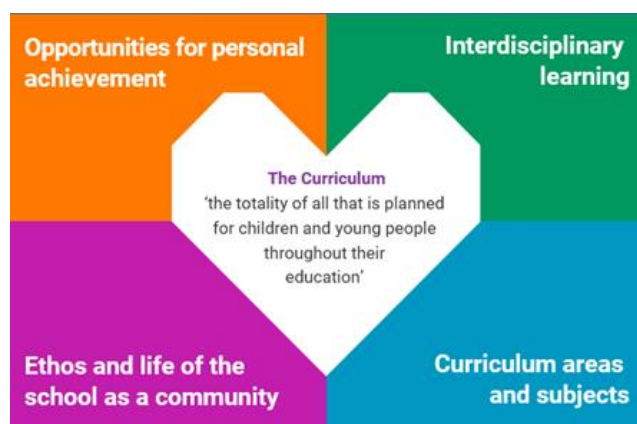 Opportunities for personal
achievement
Interdisciplinary
learning
The Curriculum
‘the totality of all that is planned
for children and young people
throughout their
education’
Ethos and life of the
school as a community
Curriculum areas
and subjects